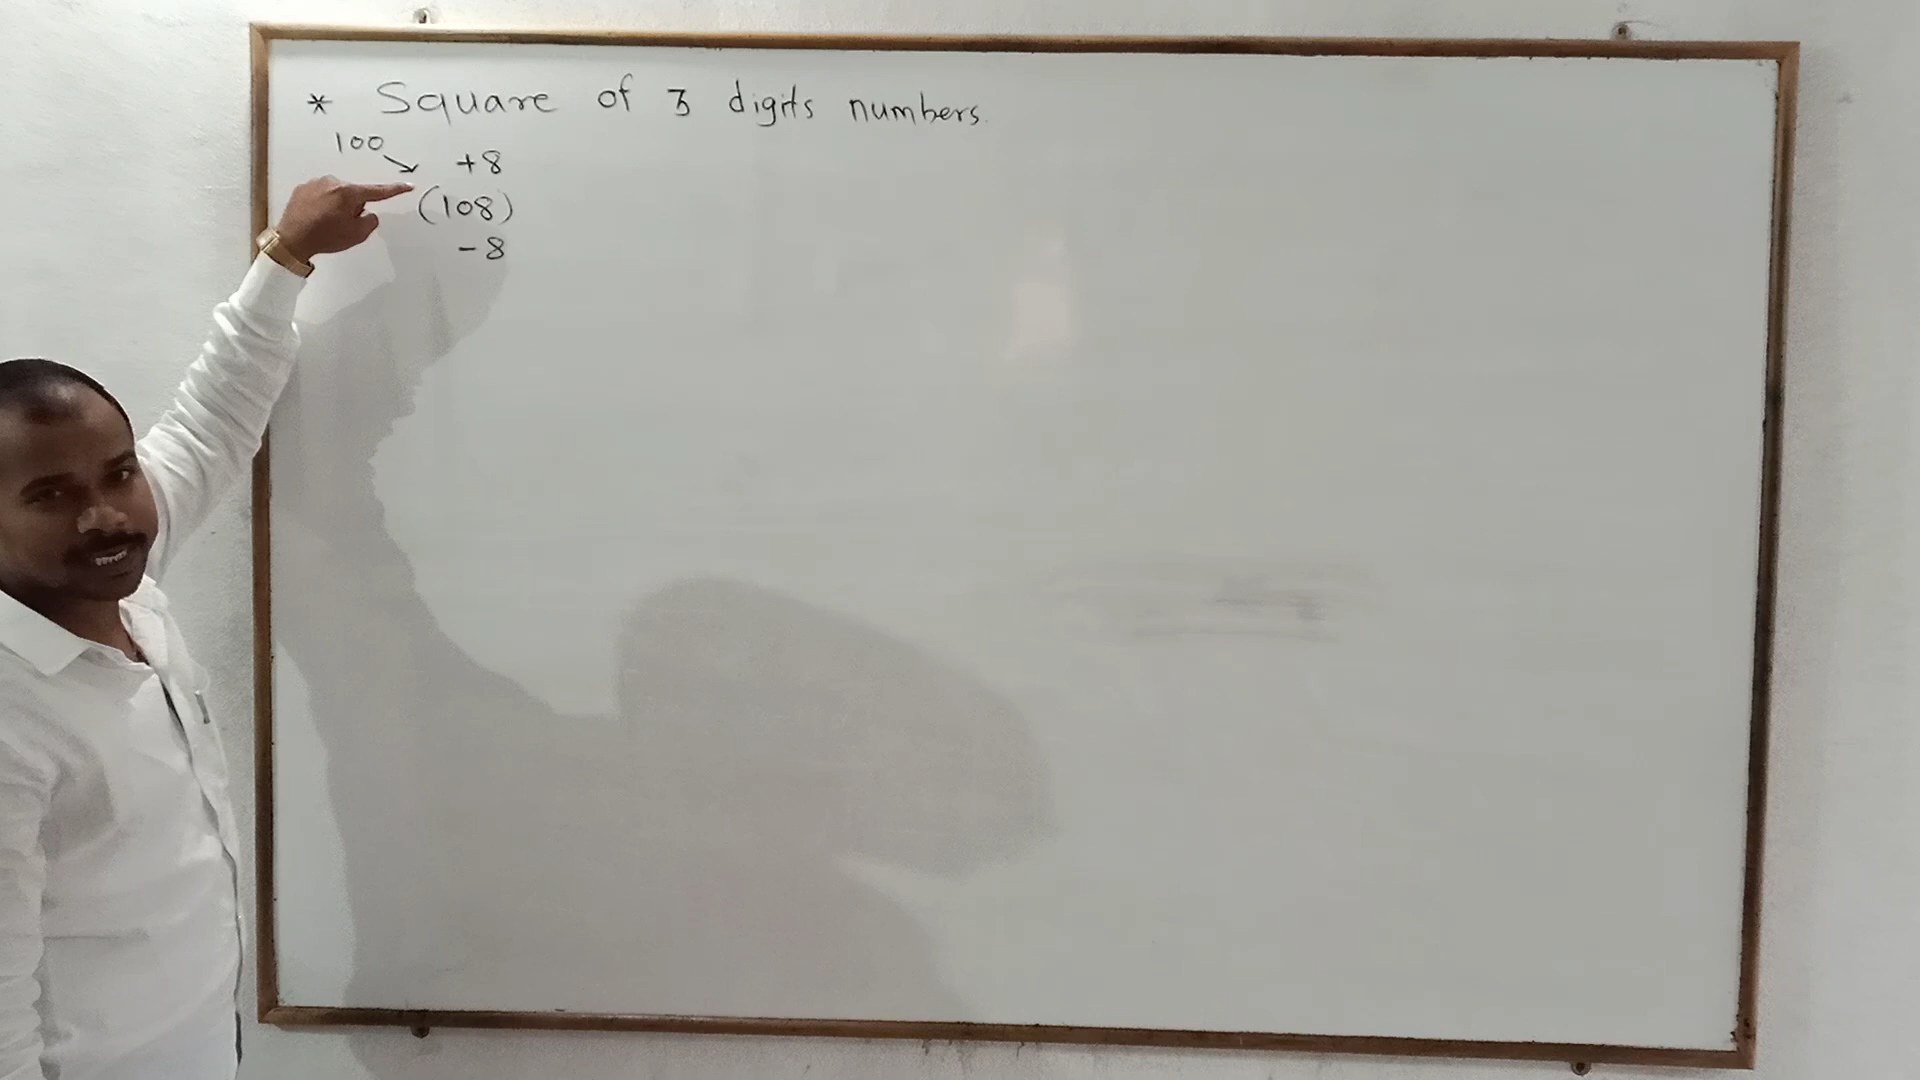 * Square of 3 digits numbers.
100
+8
(108)
-8